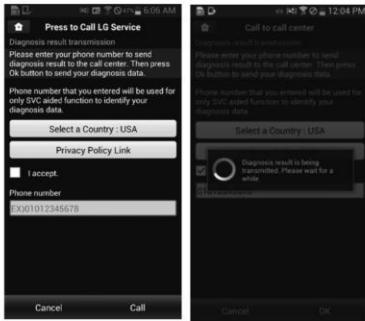 6:06 AM
Press to Call LG Service
Diagnosis result transmission
Please enter your phone number to send
diagnosis result to the call center. Then press
Ok button to send your diagnosis data.
Phone number that you entered will be used for
only SVC aided function to identify your
diagnosis data.
Select a Country : USA
Privacy Policy Link
I accept.
Phone number
EX)01012345678
Cancel
Call
12:04 PM
Call to call center
Diagnosis result transmission
Please enter your phone number to send
diagnosis result to the call center. Then press
Ok button to send your diagnosis data.
Phone number that you entered will be used for
only SVC aided function to identify your
diagnosis data.
Select a Country : USA
Diagnosis result is being
transmitted. Please wait for a
while.
Cancel
OK